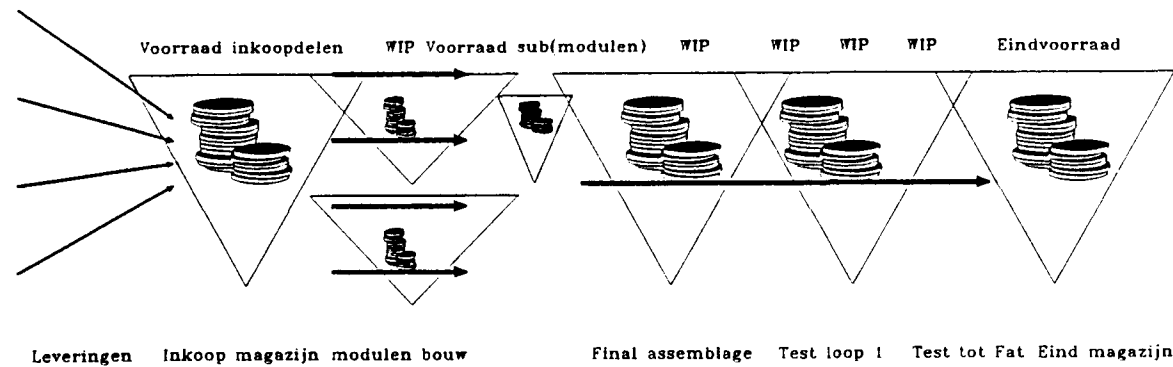 Voorraad inkoopdelen WIP Voorraad sub(modulen) WIP WIP WIP WIP Eindvoorraad
Leveringen Inkoop magazijn modulen bouw Final assemblage Test loop 1 Test tot Fat Eind magazijn